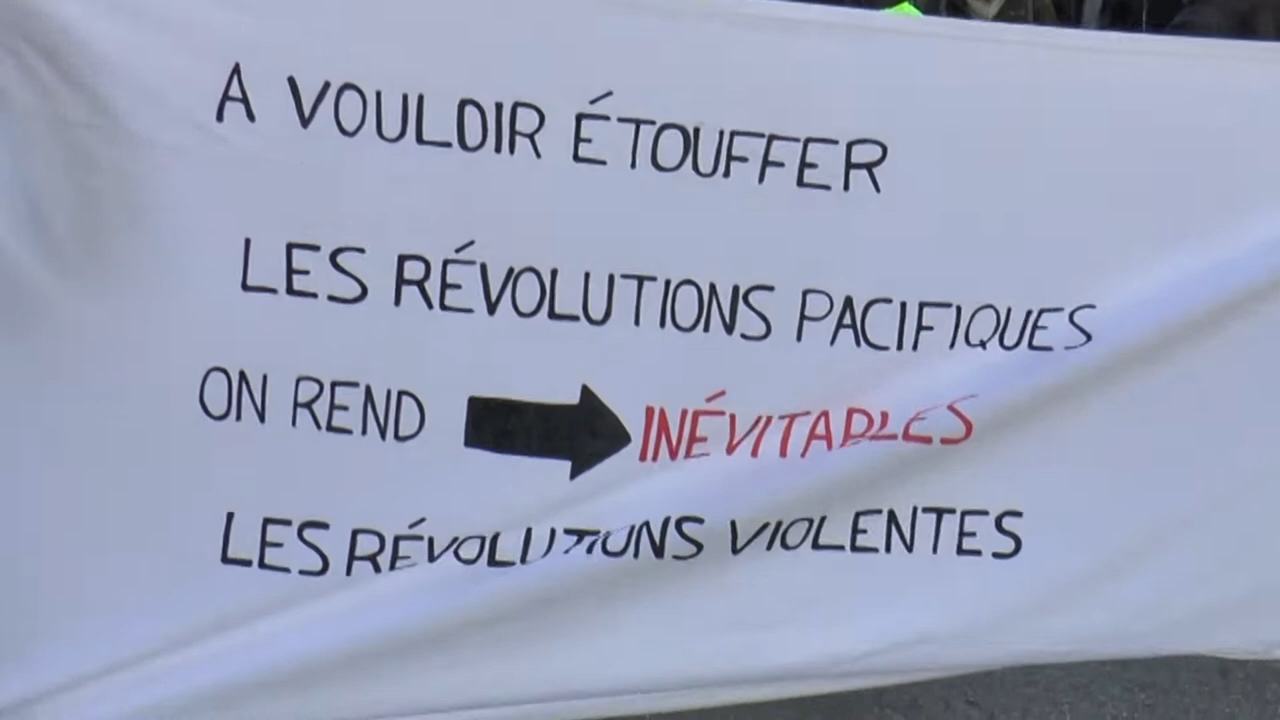 A VOULOIR ÉTOUFFER
LES RÉVOLUTIONS PACIFIQUES
ON REND INÉVITABLES
LES RÉVOLUTIONS VIOLENTES